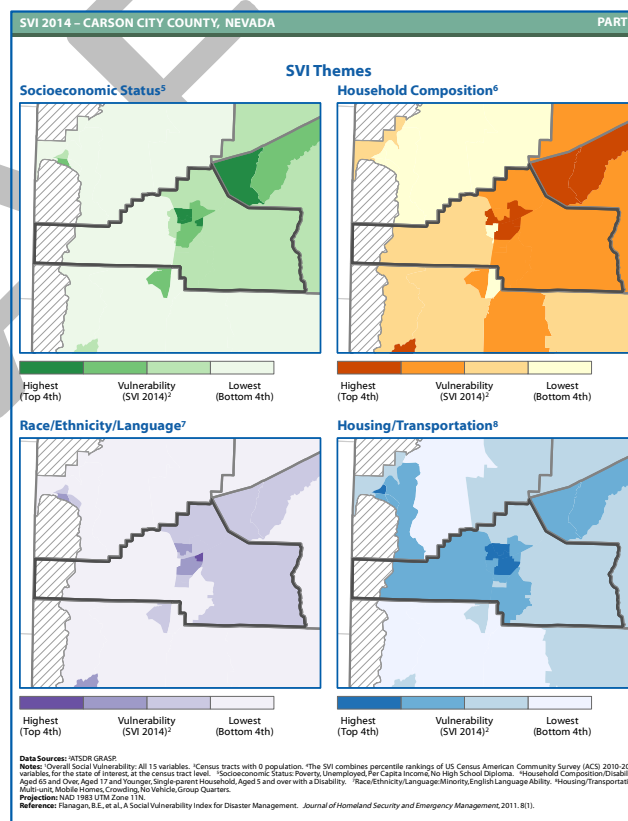 SVI 2014 – CARSON CITY COUNTY, NEVADA PART
SVI Themes
Socioeconomic Status⁵ Household Composition⁶
Highest (Top 4th) Vulnerability (SVI 2014)² Lowest (Bottom 4th)
Highest (Top 4th) Vulnerability (SVI 2014)² Lowest (Bottom 4th)
Race/Ethnicity/Language⁷ Housing/Transportation⁸
Highest (Top 4th) Vulnerability (SVI 2014)² Lowest (Bottom 4th)
Highest (Top 4th) Vulnerability (SVI 2014)² Lowest (Bottom 4th)
Data Sources: ²ATSDR GRASP.
Notes: ¹Overall Social Vulnerability: All 15 variables. ³Census tracts with 0 population. ⁴The SVI combines percentile rankings of US Census American Community Survey (ACS) 2010-20
variables, for the state of interest, at the census tract level. ⁵Socioeconomic Status: Poverty, Unemployed, Per Capita Income, No High School Diploma. ⁶Household Composition/Disabil
Aged 65 and Over, Aged 17 and Younger, Single-parent Household, Aged 5 and over with a Disability. ⁷Race/Ethnicity/Language: Minority, English Language Ability. ⁸Housing/Transportati
Multi-unit, Mobile Homes, Crowding, No Vehicle, Group Quarters.
Projection: NAD 1983 UTM Zone 11N.
Reference: Flanagan, B.E., et al., A Social Vulnerability Index for Disaster Management. Journal of Homeland Security and Emergency Management, 2011. 8(1).